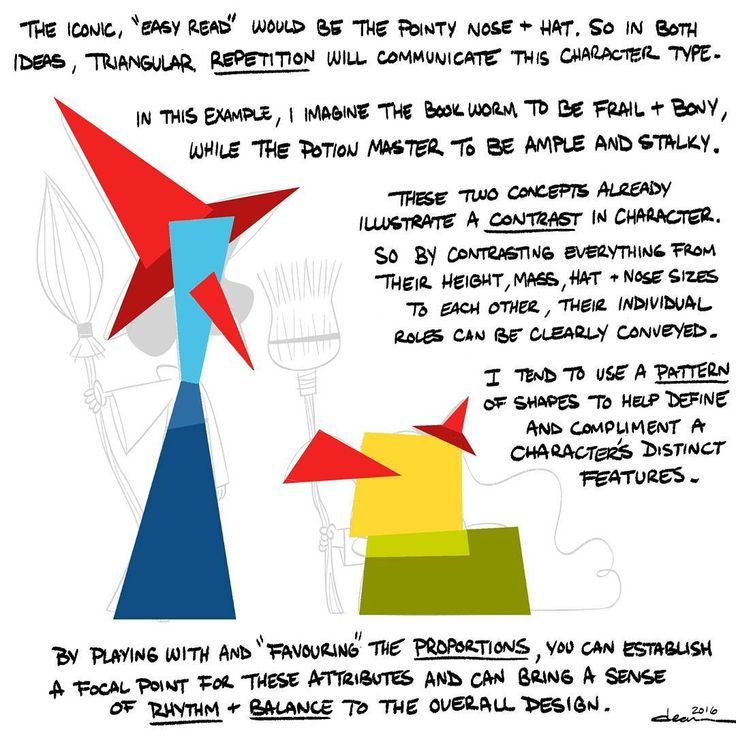 THE ICONIC, "EASY READ" WOULD BE THE POINTY NOSE + HAT. SO IN BOTH
IDEAS, TRIANGULAR REPETITION WILL COMMUNICATE THIS CHARACTER TYPE.
IN THIS EXAMPLE, I IMAGINE THE BOOK WORM TO BE FRAIL + BONY,
WHILE THE POTION MASTER TO BE AMPLE AND STALKY.
THESE TWO CONCEPTS ALREADY
ILLUSTRATE A CONTRAST IN CHARACTER.
SO BY CONTRASTING EVERYTHING FROM
THEIR HEIGHT, MASS, HAT + NOSE SIZES
TO EACH OTHER, THEIR INDIVIDUAL
ROLES CAN BE CLEARLY CONVEYED.
I TEND TO USE A PATTERN
OF SHAPES TO HELP DEFINE
AND COMPLIMENT A
CHARACTER'S DISTINCT
FEATURES.
BY PLAYING WITH AND "FAVOURING" THE PROPORTIONS, YOU CAN ESTABLISH
A FOCAL POINT FOR THESE ATTRIBUTES AND CAN BRING A SENSE
OF RHYTHM + BALANCE TO THE OVERALL DESIGN.
2016